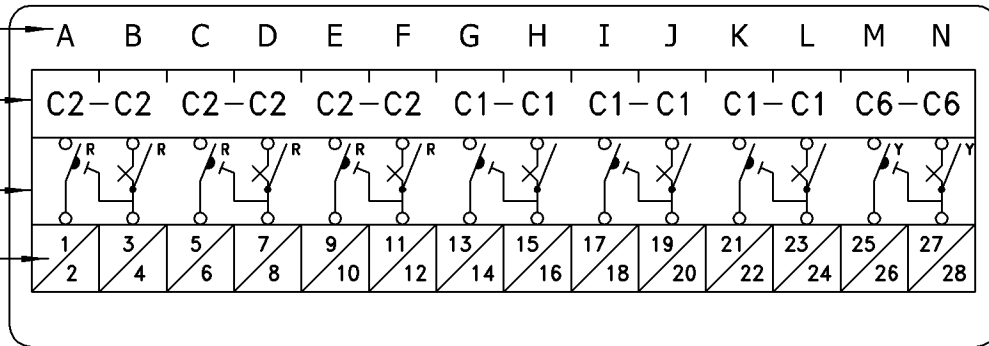 A B C D E F G H I J K L M N
C2-C2 C2-C2 C2-C2 C1-C1 C1-C1 C1-C1 C6-C6
R R R R R R Y Y
1 3 5 7 9 11 13 15 17 19 21 23 25 27
2 4 6 8 10 12 14 16 18 20 22 24 26 28